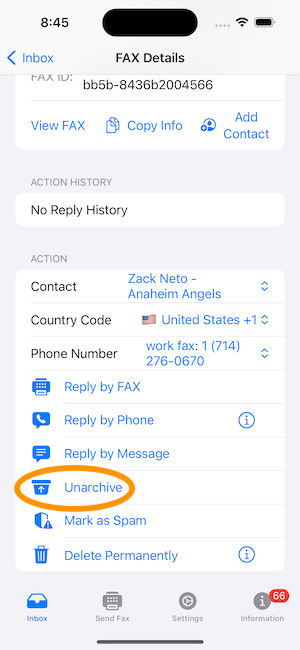 8:45
Inbox
FAX Details
FAX ID:
bb5b-8436b2004566
View FAX
Copy Info
Add
Contact
ACTION HISTORY
No Reply History
ACTION
Contact
Zack Neto -
Anaheim Angels
Country Code
United States +1
Phone Number
work fax: 1 (714)
276-0670
Reply by FAX
Reply by Phone
Reply by Message
Unarchive
Mark as Spam
Delete Permanently
66
Inbox
Send Fax
Settings
Information